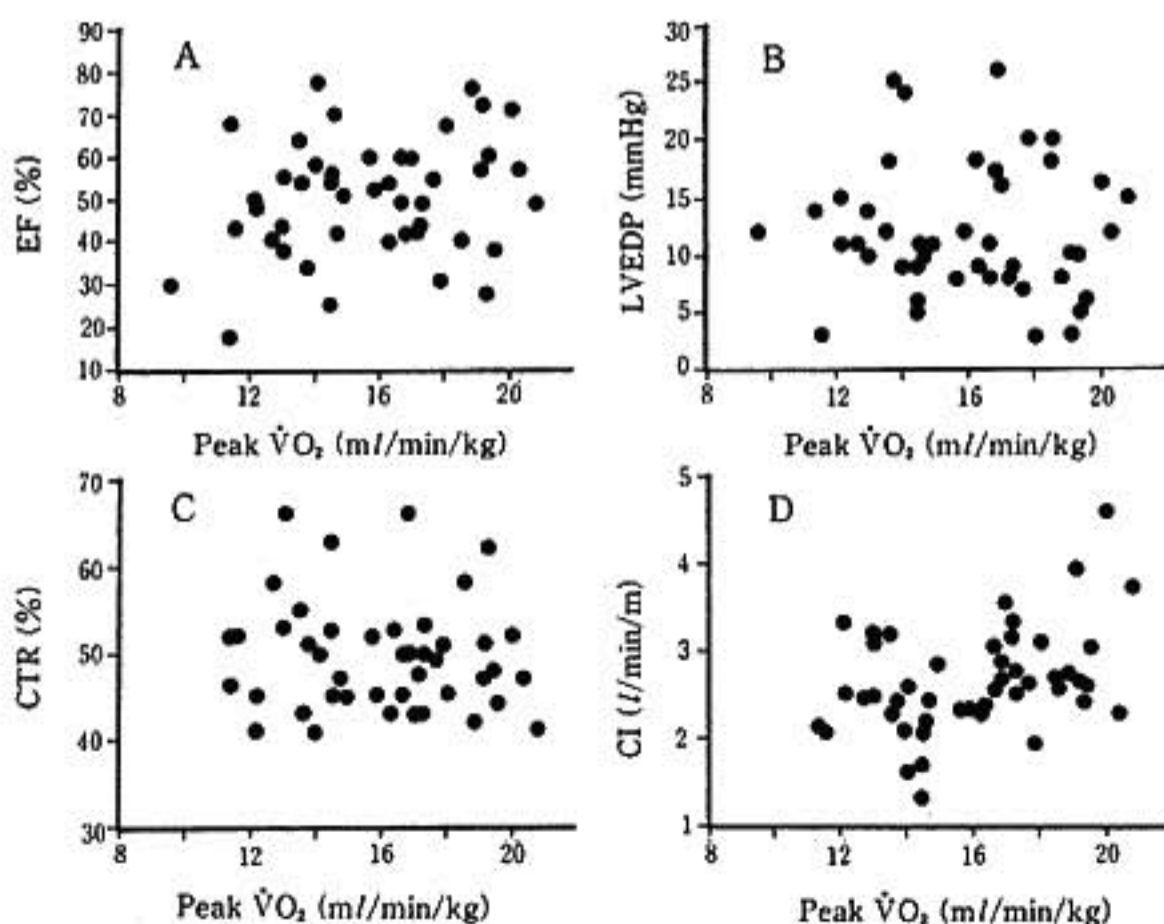 A
EF (%)
90
80
70
60
50
40
30
20
10
8 12 16 20
Peak V̇O₂ (ml/min/kg)
B
LVEDP (mmHg)
30
25
20
15
10
5
0
8 12 16 20
Peak V̇O₂ (ml/min/kg)
C
CTR (%)
70
60
50
40
30
8 12 16 20
Peak V̇O₂ (ml/min/kg)
D
CI (l/min/m)
5
4
3
2
1
8 12 16 20
Peak V̇O₂ (ml/min/kg)